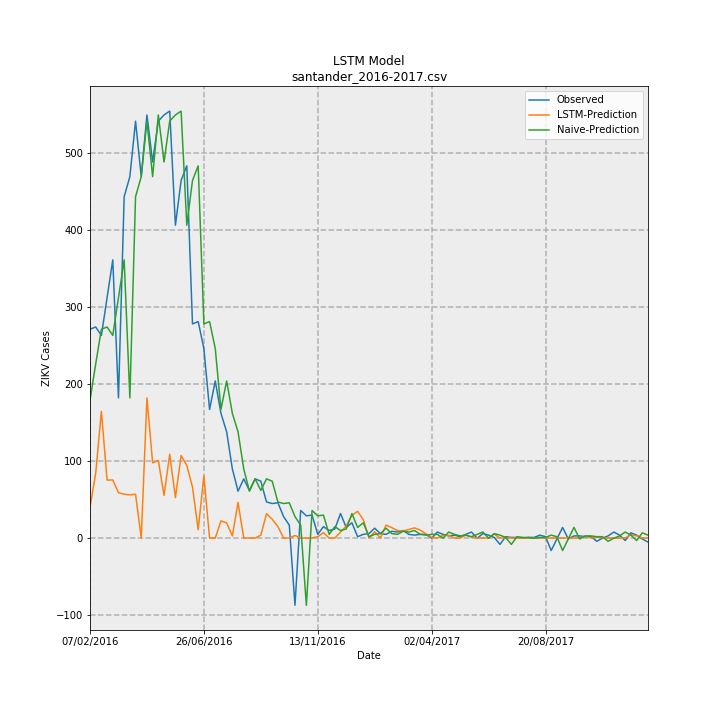 LSTM Model
santander_2016-2017.csv
Observed
LSTM-Prediction
Naive-Prediction
ZIKV Cases
500
400
300
200
100
0
−100
07/02/2016
26/06/2016
13/11/2016
02/04/2017
20/08/2017
Date